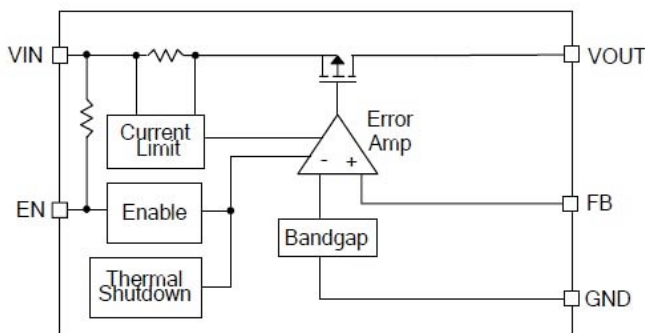 VIN
VOUT
Current
Limit
Error
Amp
- +
EN
Enable
FB
Bandgap
Thermal
Shutdown
GND